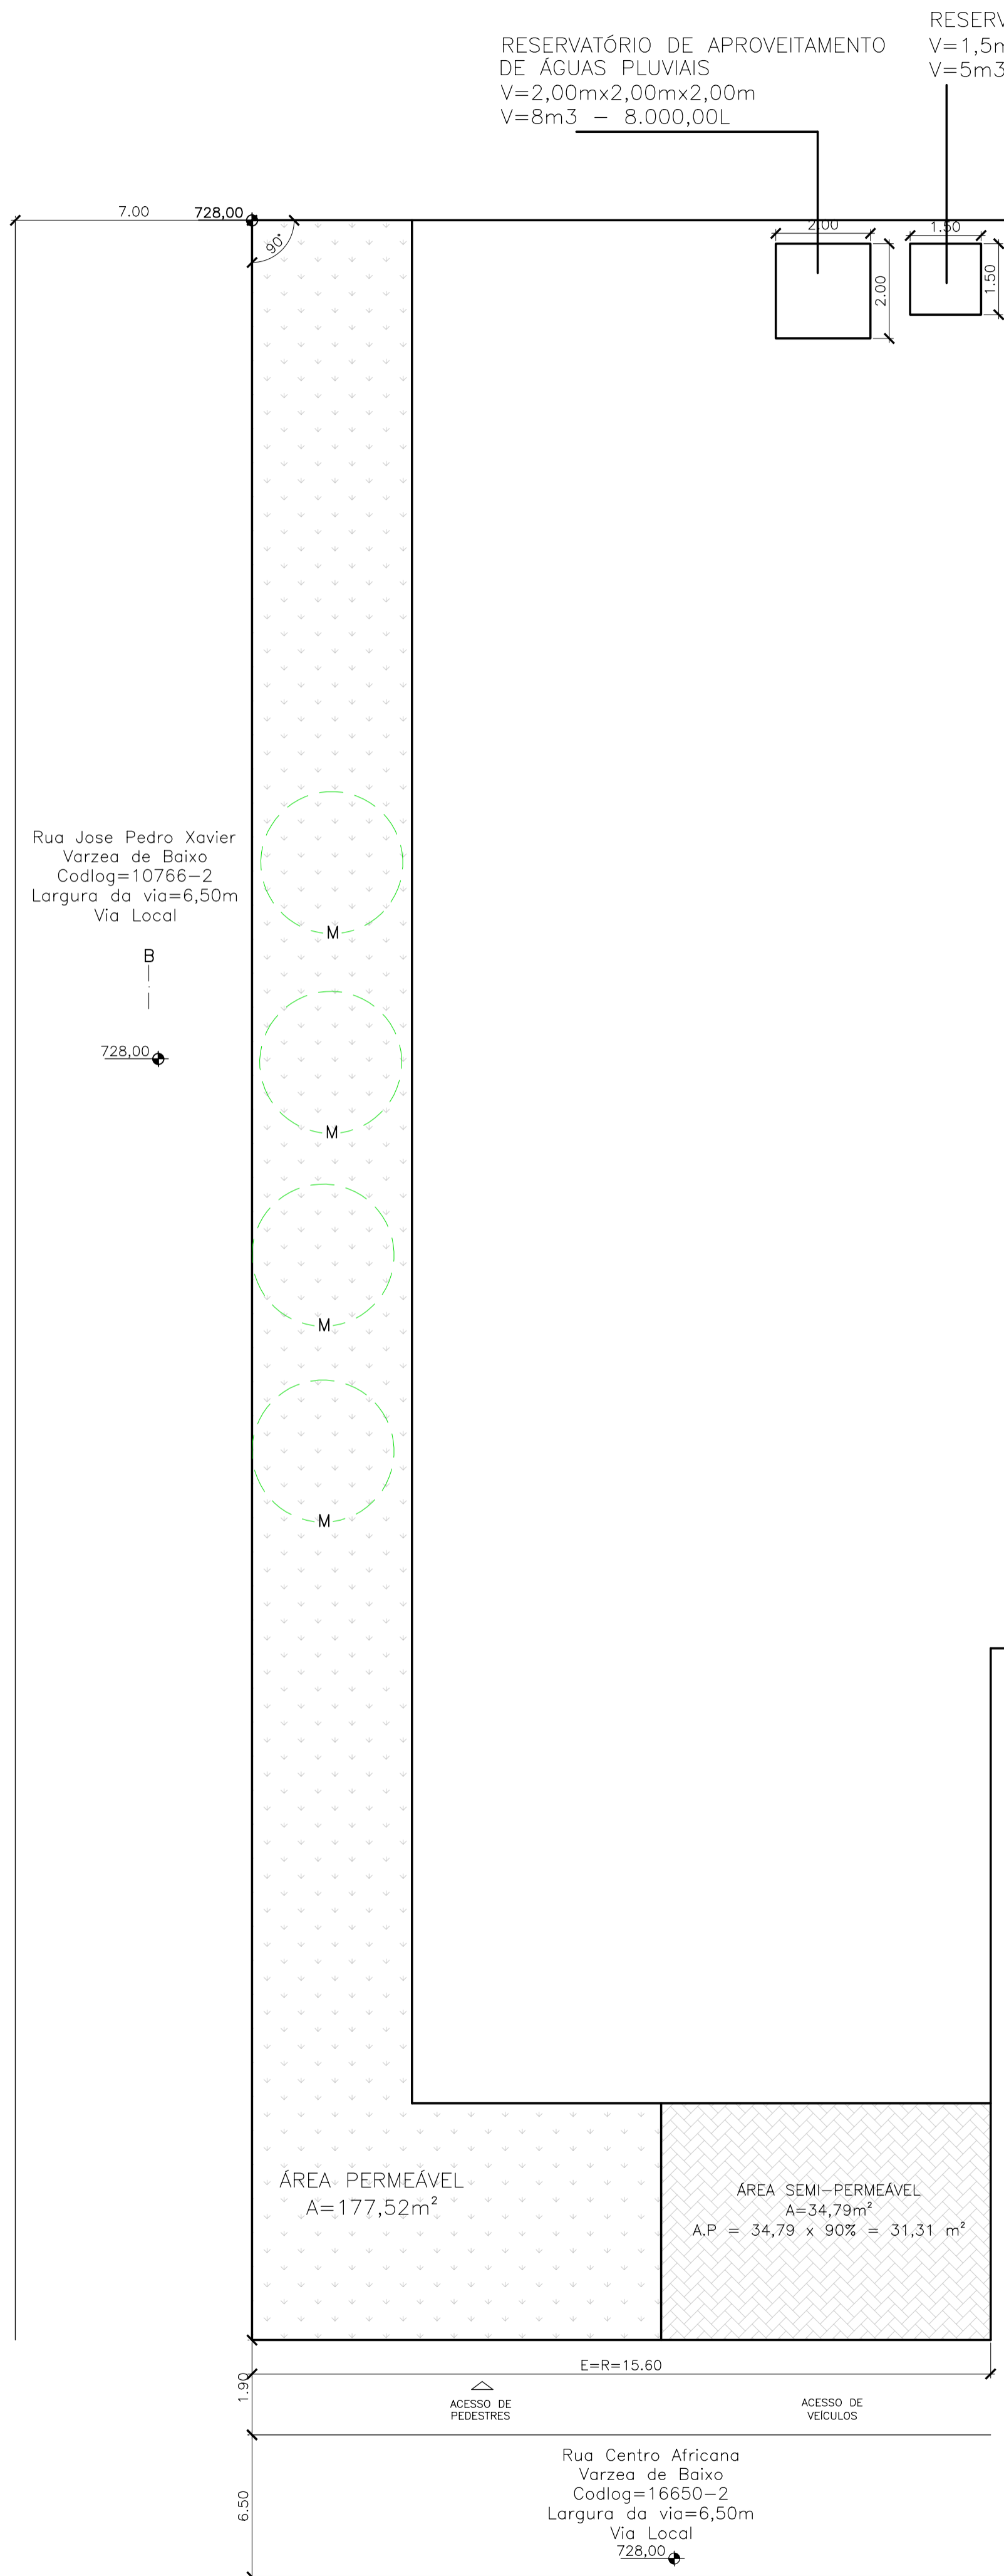 RESERVATÓRIO DE APROVEITAMENTO
DE ÁGUAS PLUVIAIS
V=2,00mx2,00mx2,00m
V=8m3 – 8.000,00L
RESERV
V=1,5m
V=5m3
7.00
728,00
90°
2.00
2.00
1.50
1.50
Rua Jose Pedro Xavier
Varzea de Baixo
Codlog=10766-2
Largura da via=6,50m
Via Local
B
728,00
M
M
M
M
ÁREA PERMEÁVEL
A=177,52m²
ÁREA SEMI-PERMEÁVEL
A=34,79m²
A.P = 34,79 x 90% = 31,31 m²
E=R=15.60
1.90
ACESSO DE
PEDESTRES
ACESSO DE
VEÍCULOS
6.50
Rua Centro Africana
Varzea de Baixo
Codlog=16650-2
Largura da via=6,50m
Via Local
728,00